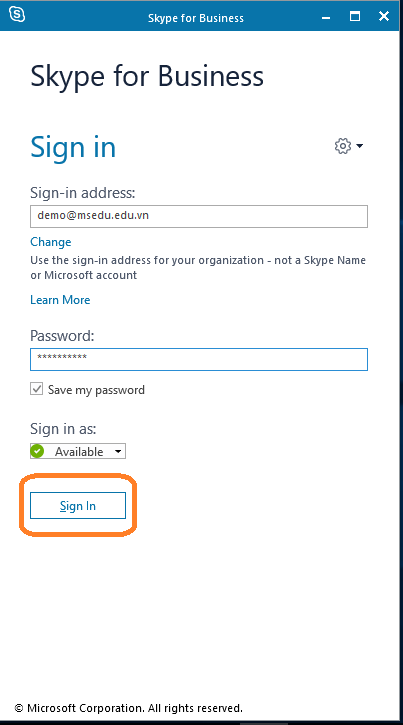 Skype for Business
Skype for Business
Sign in
Sign-in address:
demo@msedu.edu.vn
Change
Use the sign-in address for your organization - not a Skype Name
or Microsoft account
Learn More
Password:
**********
Save my password
Sign in as:
Available
Sign In
© Microsoft Corporation. All rights reserved.